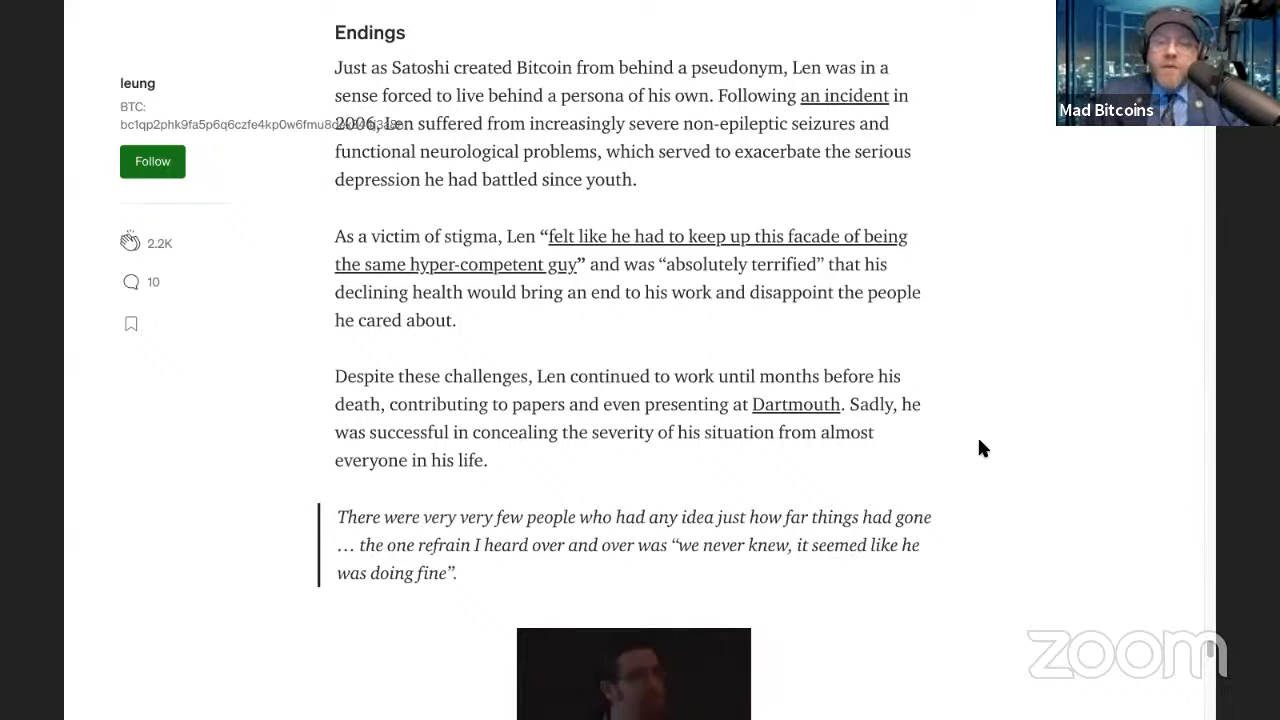 Endings
leung
BTC:
Follow
2.2K
10
Just as Satoshi created Bitcoin from behind a pseudonym, Len was in a
sense forced to live behind a persona of his own. Following an incident in
2006, Len suffered from increasingly severe non-epileptic seizures and
functional neurological problems, which served to exacerbate the serious
depression he had battled since youth.
As a victim of stigma, Len “felt like he had to keep up this facade of being
the same hyper-competent guy” and was “absolutely terrified” that his
declining health would bring an end to his work and disappoint the people
he cared about.
Despite these challenges, Len continued to work until months before his
death, contributing to papers and even presenting at Dartmouth. Sadly, he
was successful in concealing the severity of his situation from almost
everyone in his life.
There were very very few people who had any idea just how far things had gone
… the one refrain I heard over and over was “we never knew, it seemed like he
was doing fine”.
Mad Bitcoins
zoom